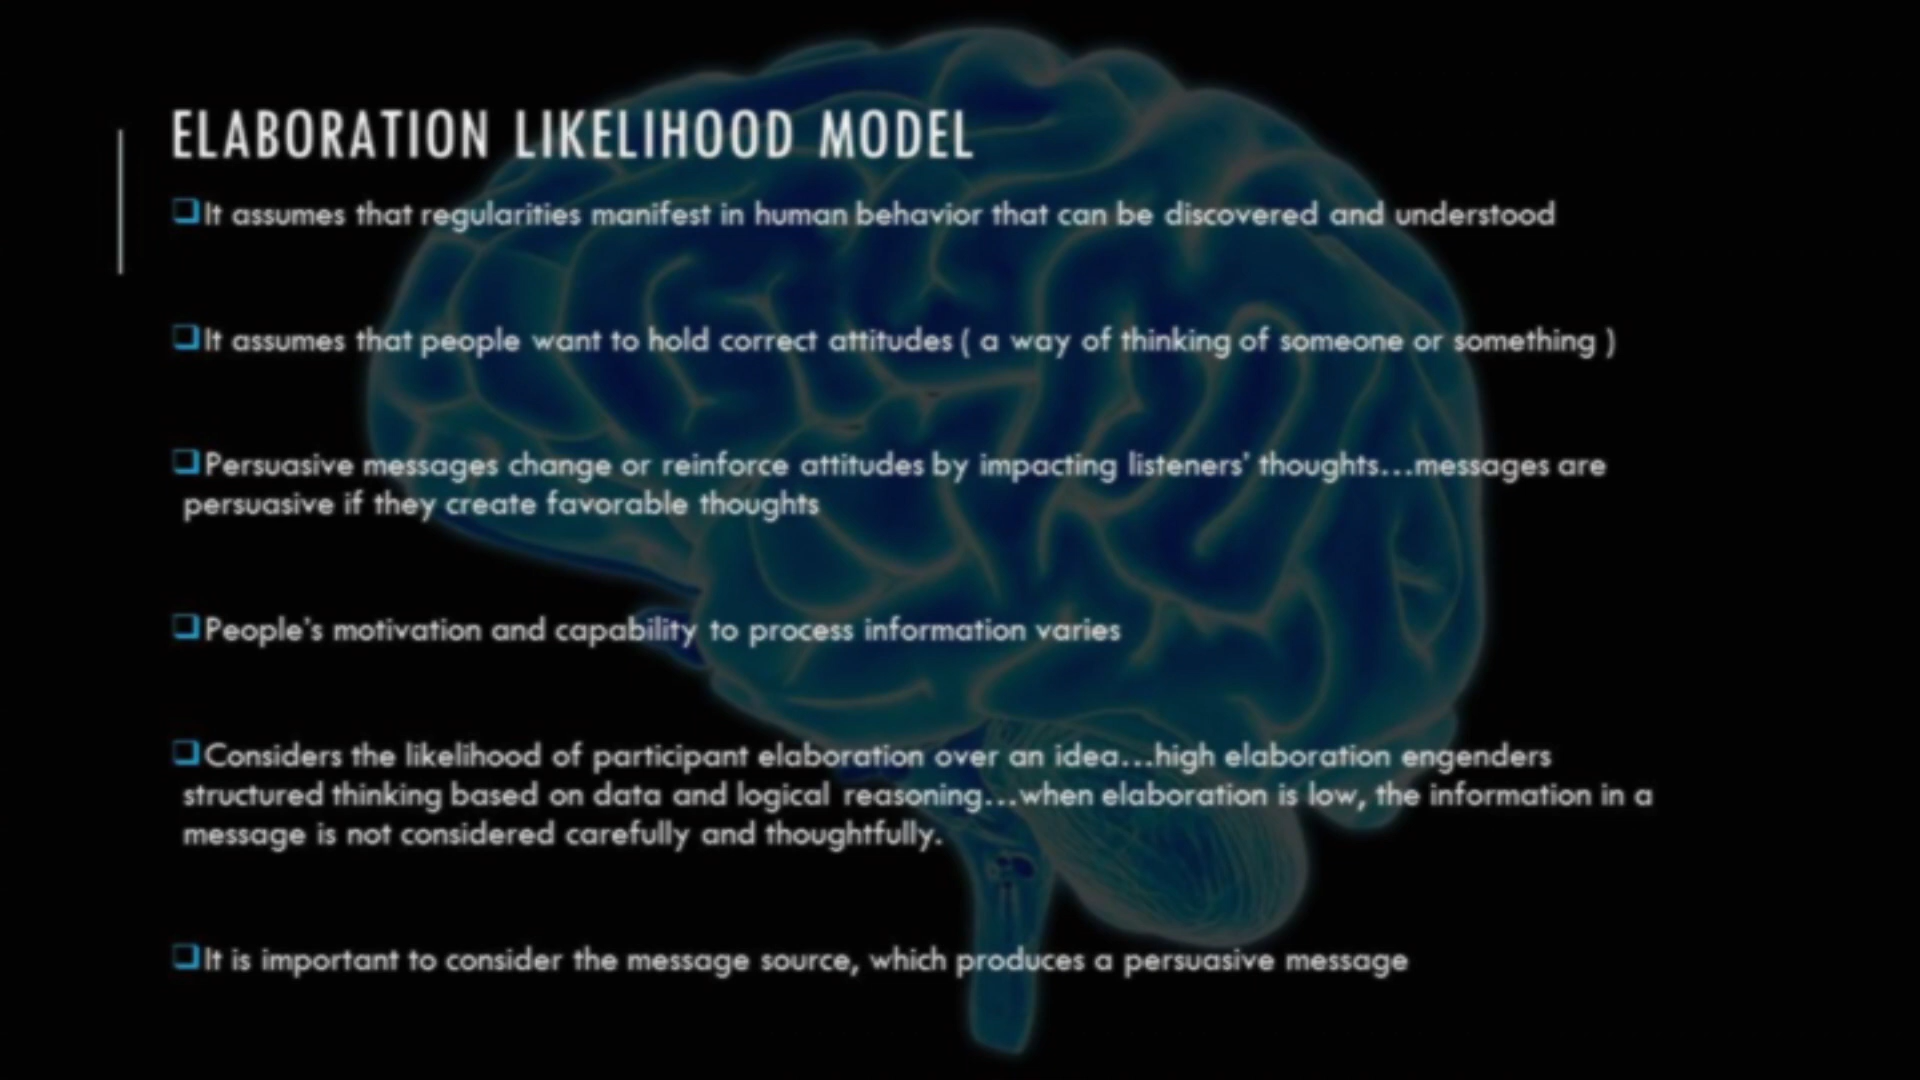 ELABORATION LIKELIHOOD MODEL
❑It assumes that regularities manifest in human behavior that can be discovered and understood
❑It assumes that people want to hold correct attitudes ( a way of thinking of someone or something )
❑Persuasive messages change or reinforce attitudes by impacting listeners’ thoughts…messages are
persuasive if they create favorable thoughts
❑People’s motivation and capability to process information varies
❑Considers the likelihood of participant elaboration over an idea…high elaboration engenders
structured thinking based on data and logical reasoning…when elaboration is low, the information in a
message is not considered carefully and thoughtfully.
❑It is important to consider the message source, which produces a persuasive message